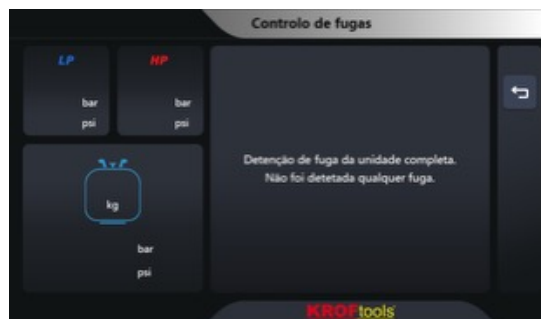 Controlo de fugas
LP
HP
bar
bar
psi
psi
Detenção de fuga da unidade completa.
Não foi detetada qualquer fuga.
kg
bar
psi
KROFtools